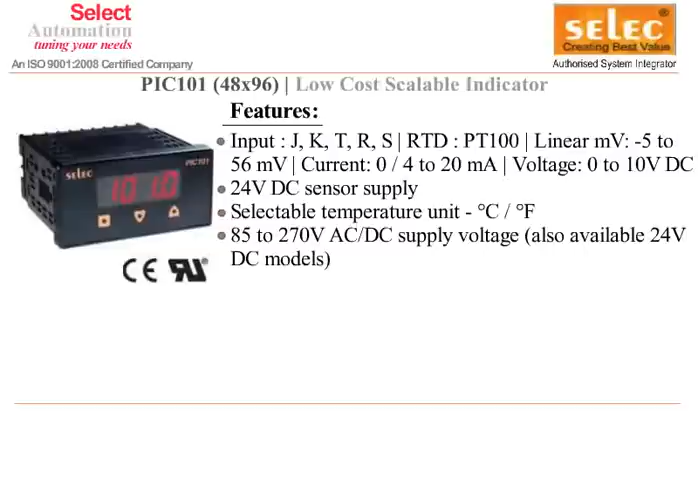 Select
Automation
tuning your needs
An ISO 9001:2008 Certified Company
SELEC
Creating Best Value
Authorised System Integrator
PIC101 (48x96) | Low Cost Scalable Indicator
Features:
Input : J, K, T, R, S | RTD : PT100 | Linear mV: -5 to
56 mV | Current: 0 / 4 to 20 mA | Voltage: 0 to 10V DC
24V DC sensor supply
Selectable temperature unit - °C / °F
85 to 270V AC/DC supply voltage (also available 24V
DC models)
SELEC
PIC101
101.0
CE RU®